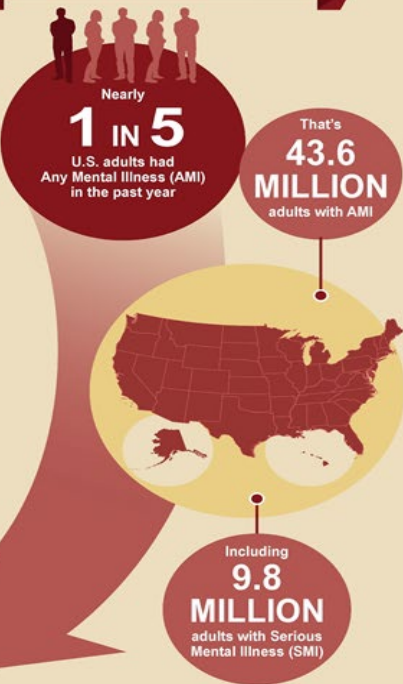 Nearly
1 IN 5
U.S. adults had
Any Mental Illness (AMI)
in the past year
That's
43.6
MILLION
adults with AMI
Including
9.8
MILLION
adults with Serious
Mental Illness (SMI)